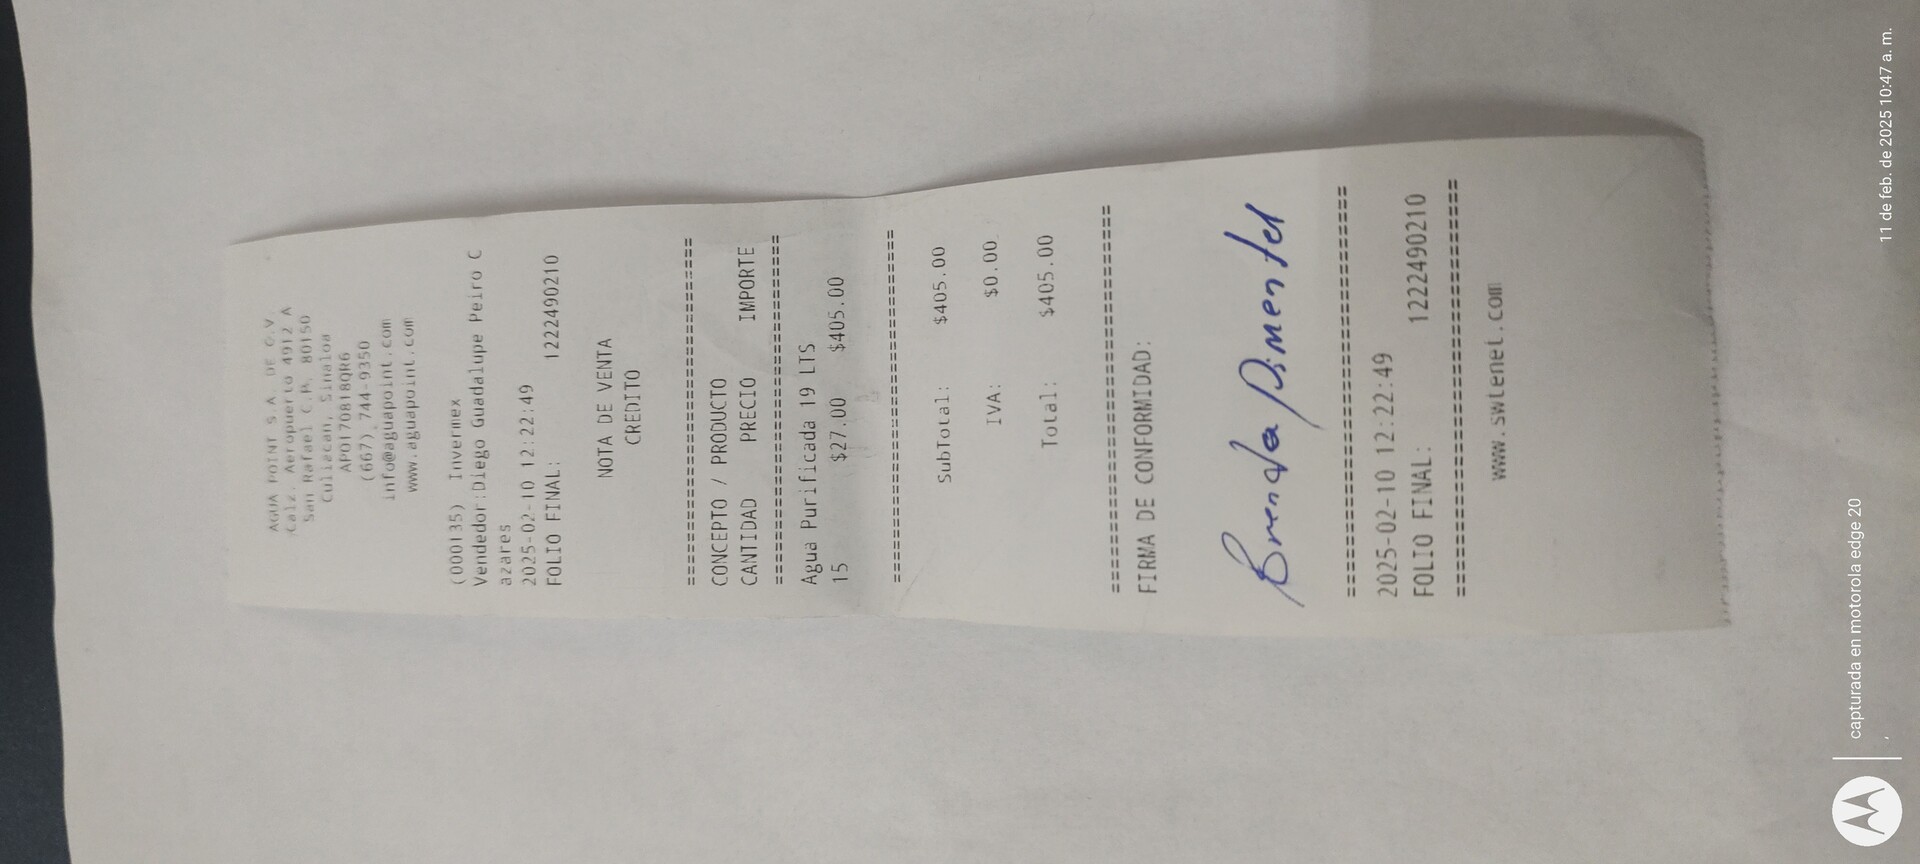 AGUA POINT S.A. DE C.V.
Calz. Aeropuerto 4912 A
San Rafael C.P. 80150
Culiacan, Sinaloa
APO170818QR6
(667) 744-9350
info@aguapoint.com
www.aguapoint.com
(000135) Invermex
Vendedor:Diego Guadalupe Peiro C
azares
2025-02-10 12:22:49
FOLIO FINAL: 1222490210
NOTA DE VENTA
CREDITO
================================
CONCEPTO / PRODUCTO
CANTIDAD PRECIO IMPORTE
================================
Agua Purificada 19 LTS
15 $27.00 $405.00
================================
SubTotal: $405.00
IVA: $0.00
Total: $405.00
================================
FIRMA DE CONFORMIDAD:
Brenda Pimentel
================================
2025-02-10 12:22:49
FOLIO FINAL: 1222490210
================================
www.swtenet.com
capturada en motorola edge 20
11 de feb. de 2025 10:47 a. m.